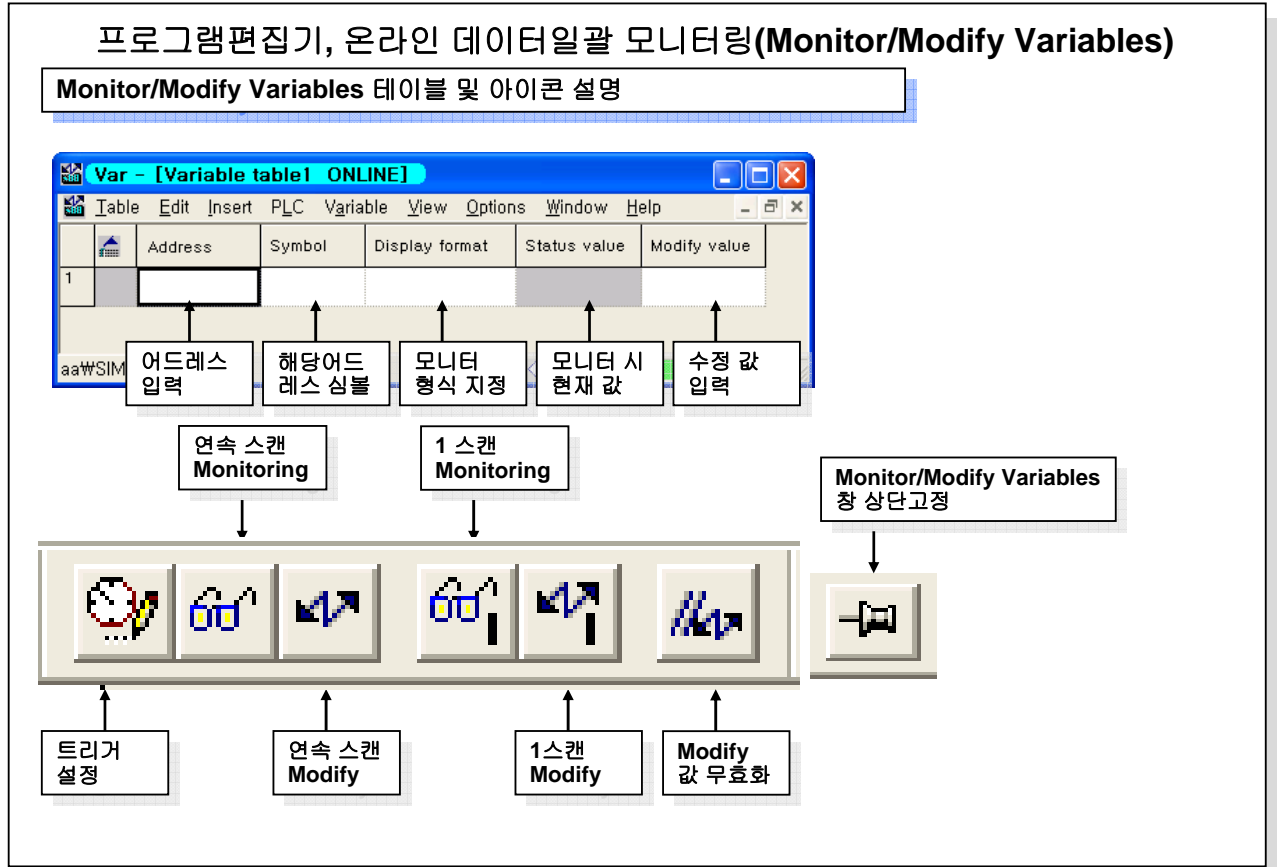 프로그램편집기, 온라인 데이터일괄 모니터링(Monitor/Modify Variables)
Monitor/Modify Variables 테이블 및 아이콘 설명
Var - [Variable table1 ONLINE]
Table Edit Insert PLC Variable View Options Window Help
Address Symbol Display format Status value Modify value
1
aa₩SIM
어드레스
입력
해당어드
레스 심볼
모니터
형식 지정
모니터 시
현재 값
수정 값
입력
연속 스캔
Monitoring
1 스캔
Monitoring
Monitor/Modify Variables
창 상단고정
트리거
설정
연속 스캔
Modify
1스캔
Modify
Modify
값 무효화